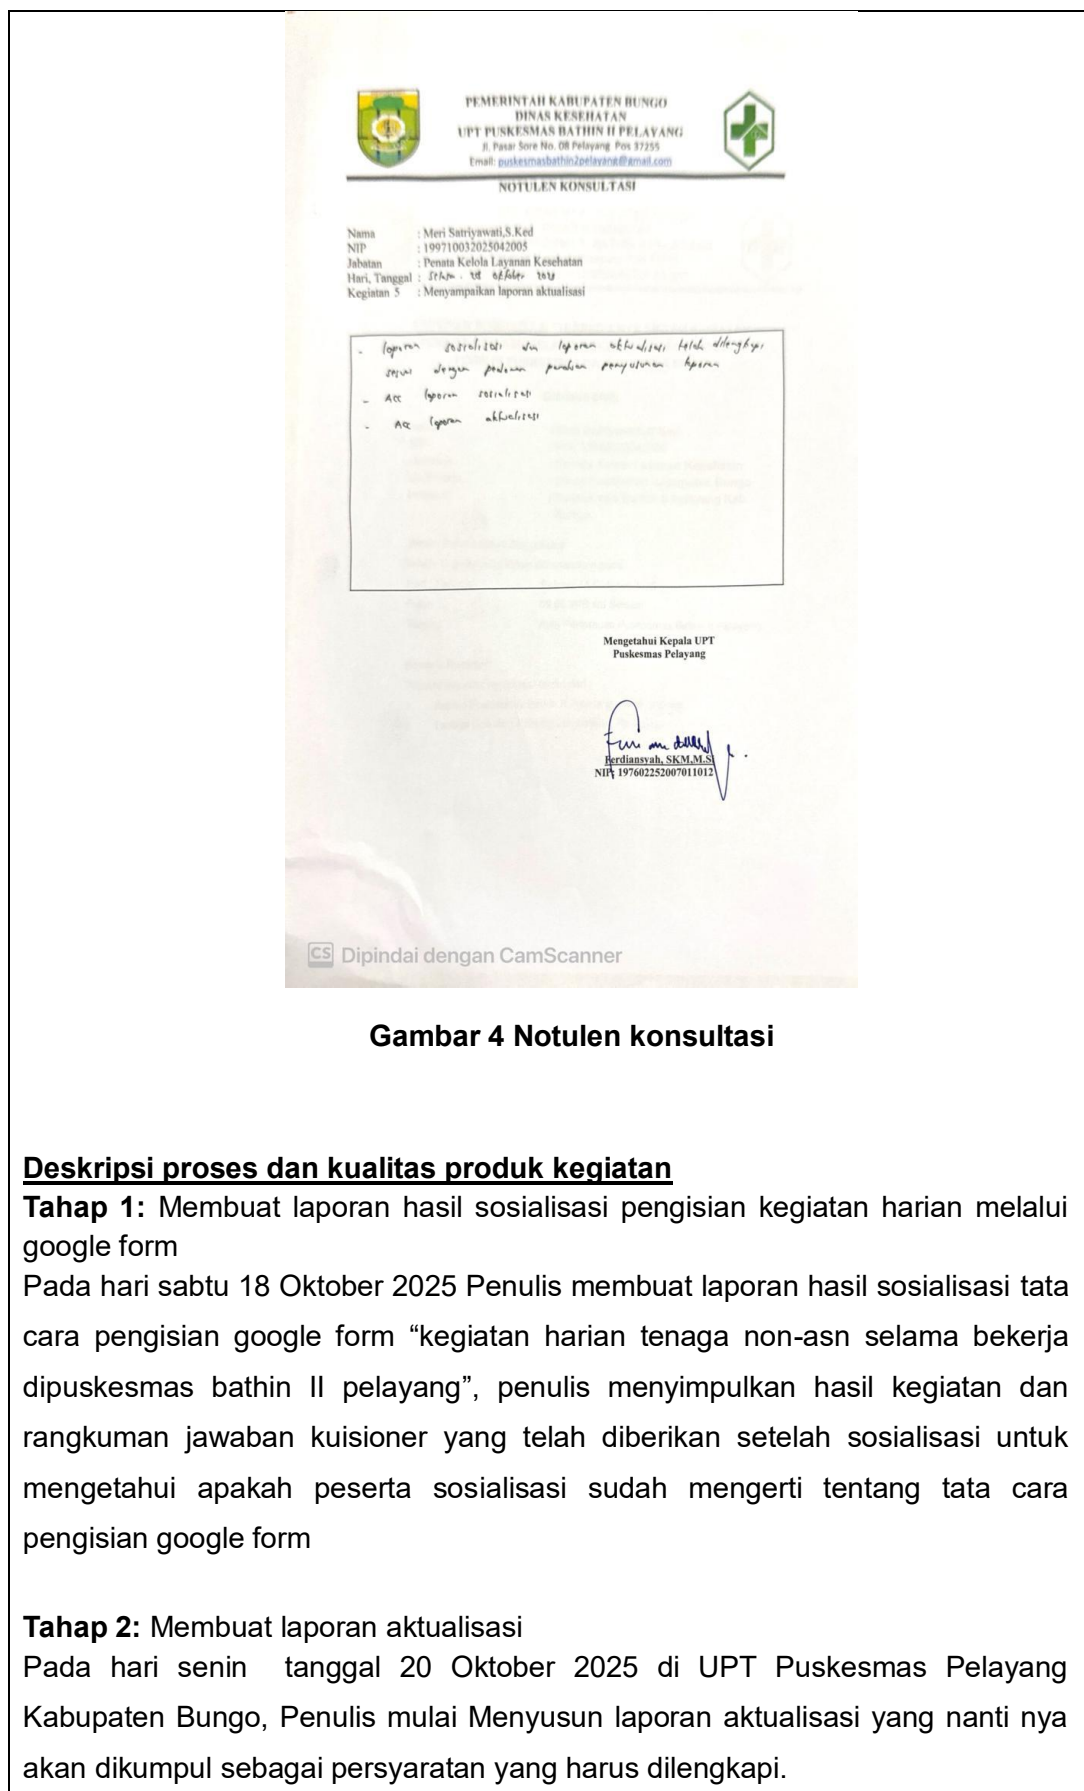 PEMERINTAH KABUPATEN BUNGO
DINAS KESEHATAN
UPT PUSKESMAS BATHIN II PELAYANG
Jl. Pasar Sore No. 08 Pelayang Pos 37255
Email: puskesmasbathin2pelayang@gmail.com
NOTULEN KONSULTASI
Nama : Meri Satriyawati,S.Ked
NIP : 199710032025042005
Jabatan : Penata Kelola Layanan Kesehatan
Hari, Tanggal : Selasa. 28 oktober
Kegiatan 5 : Menyampaikan laporan aktualisasi
- laporan sosialisasi dan laporan aktualisasi telah dilengkapi
sesuai dengan pedoman penyusunan laporan
- Acc laporan sosialisasi
- Acc laporan aktualisasi
Mengetahui Kepala UPT
Puskesmas Pelayang
Ferdiansyah, SKM,M.SI
NIP: 197602252007011012
CS Dipindai dengan CamScanner
Gambar 4 Notulen konsultasi
Deskripsi proses dan kualitas produk kegiatan
Tahap 1: Membuat laporan hasil sosialisasi pengisian kegiatan harian melalui
google form
Pada hari sabtu 18 Oktober 2025 Penulis membuat laporan hasil sosialisasi tata
cara pengisian google form “kegiatan harian tenaga non-asn selama bekerja
dipuskesmas bathin II pelayang”, penulis menyimpulkan hasil kegiatan dan
rangkuman jawaban kuisioner yang telah diberikan setelah sosialisasi untuk
mengetahui apakah peserta sosialisasi sudah mengerti tentang tata cara
pengisian google form
Tahap 2: Membuat laporan aktualisasi
Pada hari senin tanggal 20 Oktober 2025 di UPT Puskesmas Pelayang
Kabupaten Bungo, Penulis mulai Menyusun laporan aktualisasi yang nanti nya
akan dikumpul sebagai persyaratan yang harus dilengkapi.